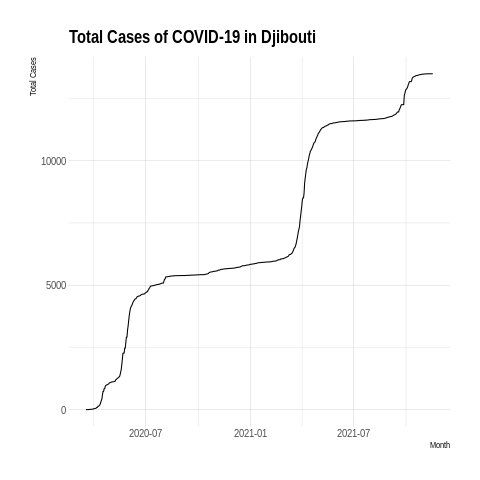 Total Cases of COVID-19 in Djibouti
Total Cases
10000
5000
0
2020-07
2021-01
2021-07
Month